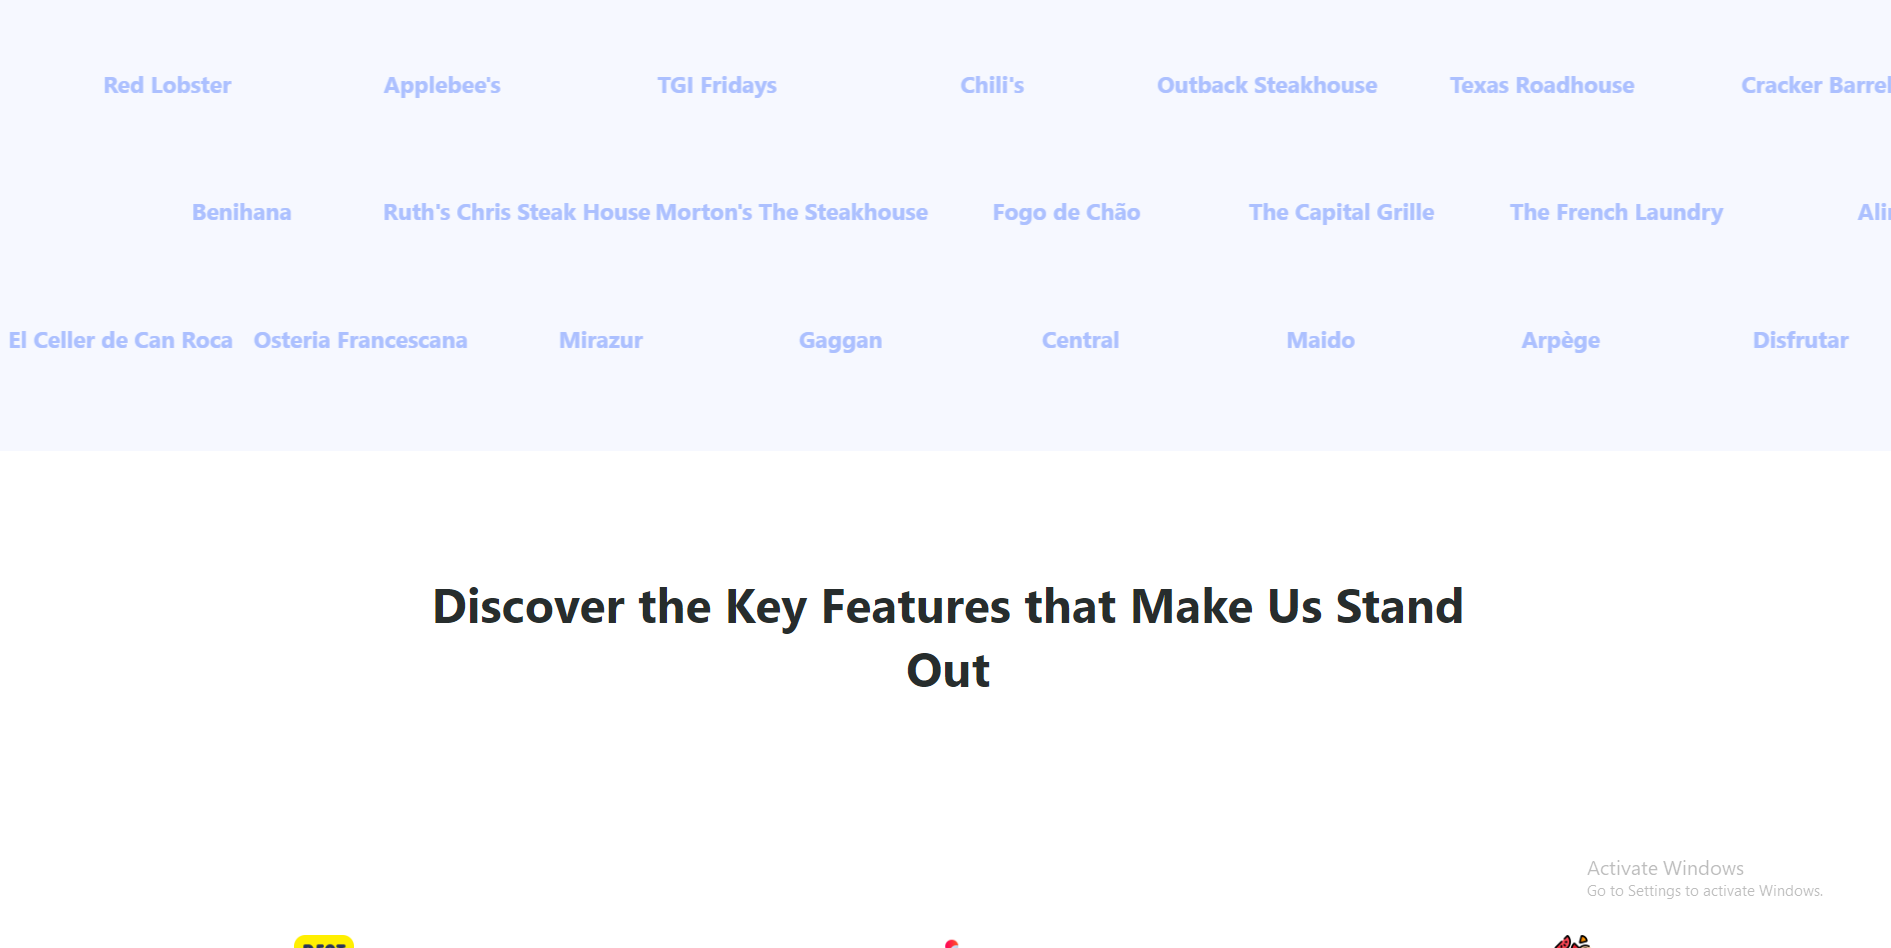 Red Lobster Applebee's TGI Fridays Chili's Outback Steakhouse Texas Roadhouse Cracker Barrel
Benihana Ruth's Chris Steak House Morton's The Steakhouse Fogo de Chão The Capital Grille The French Laundry
El Celler de Can Roca Osteria Francescana Mirazur Gaggan Central Maido Arpège Disfrutar
Discover the Key Features that Make Us Stand
Out
Activate Windows
Go to Settings to activate Windows.